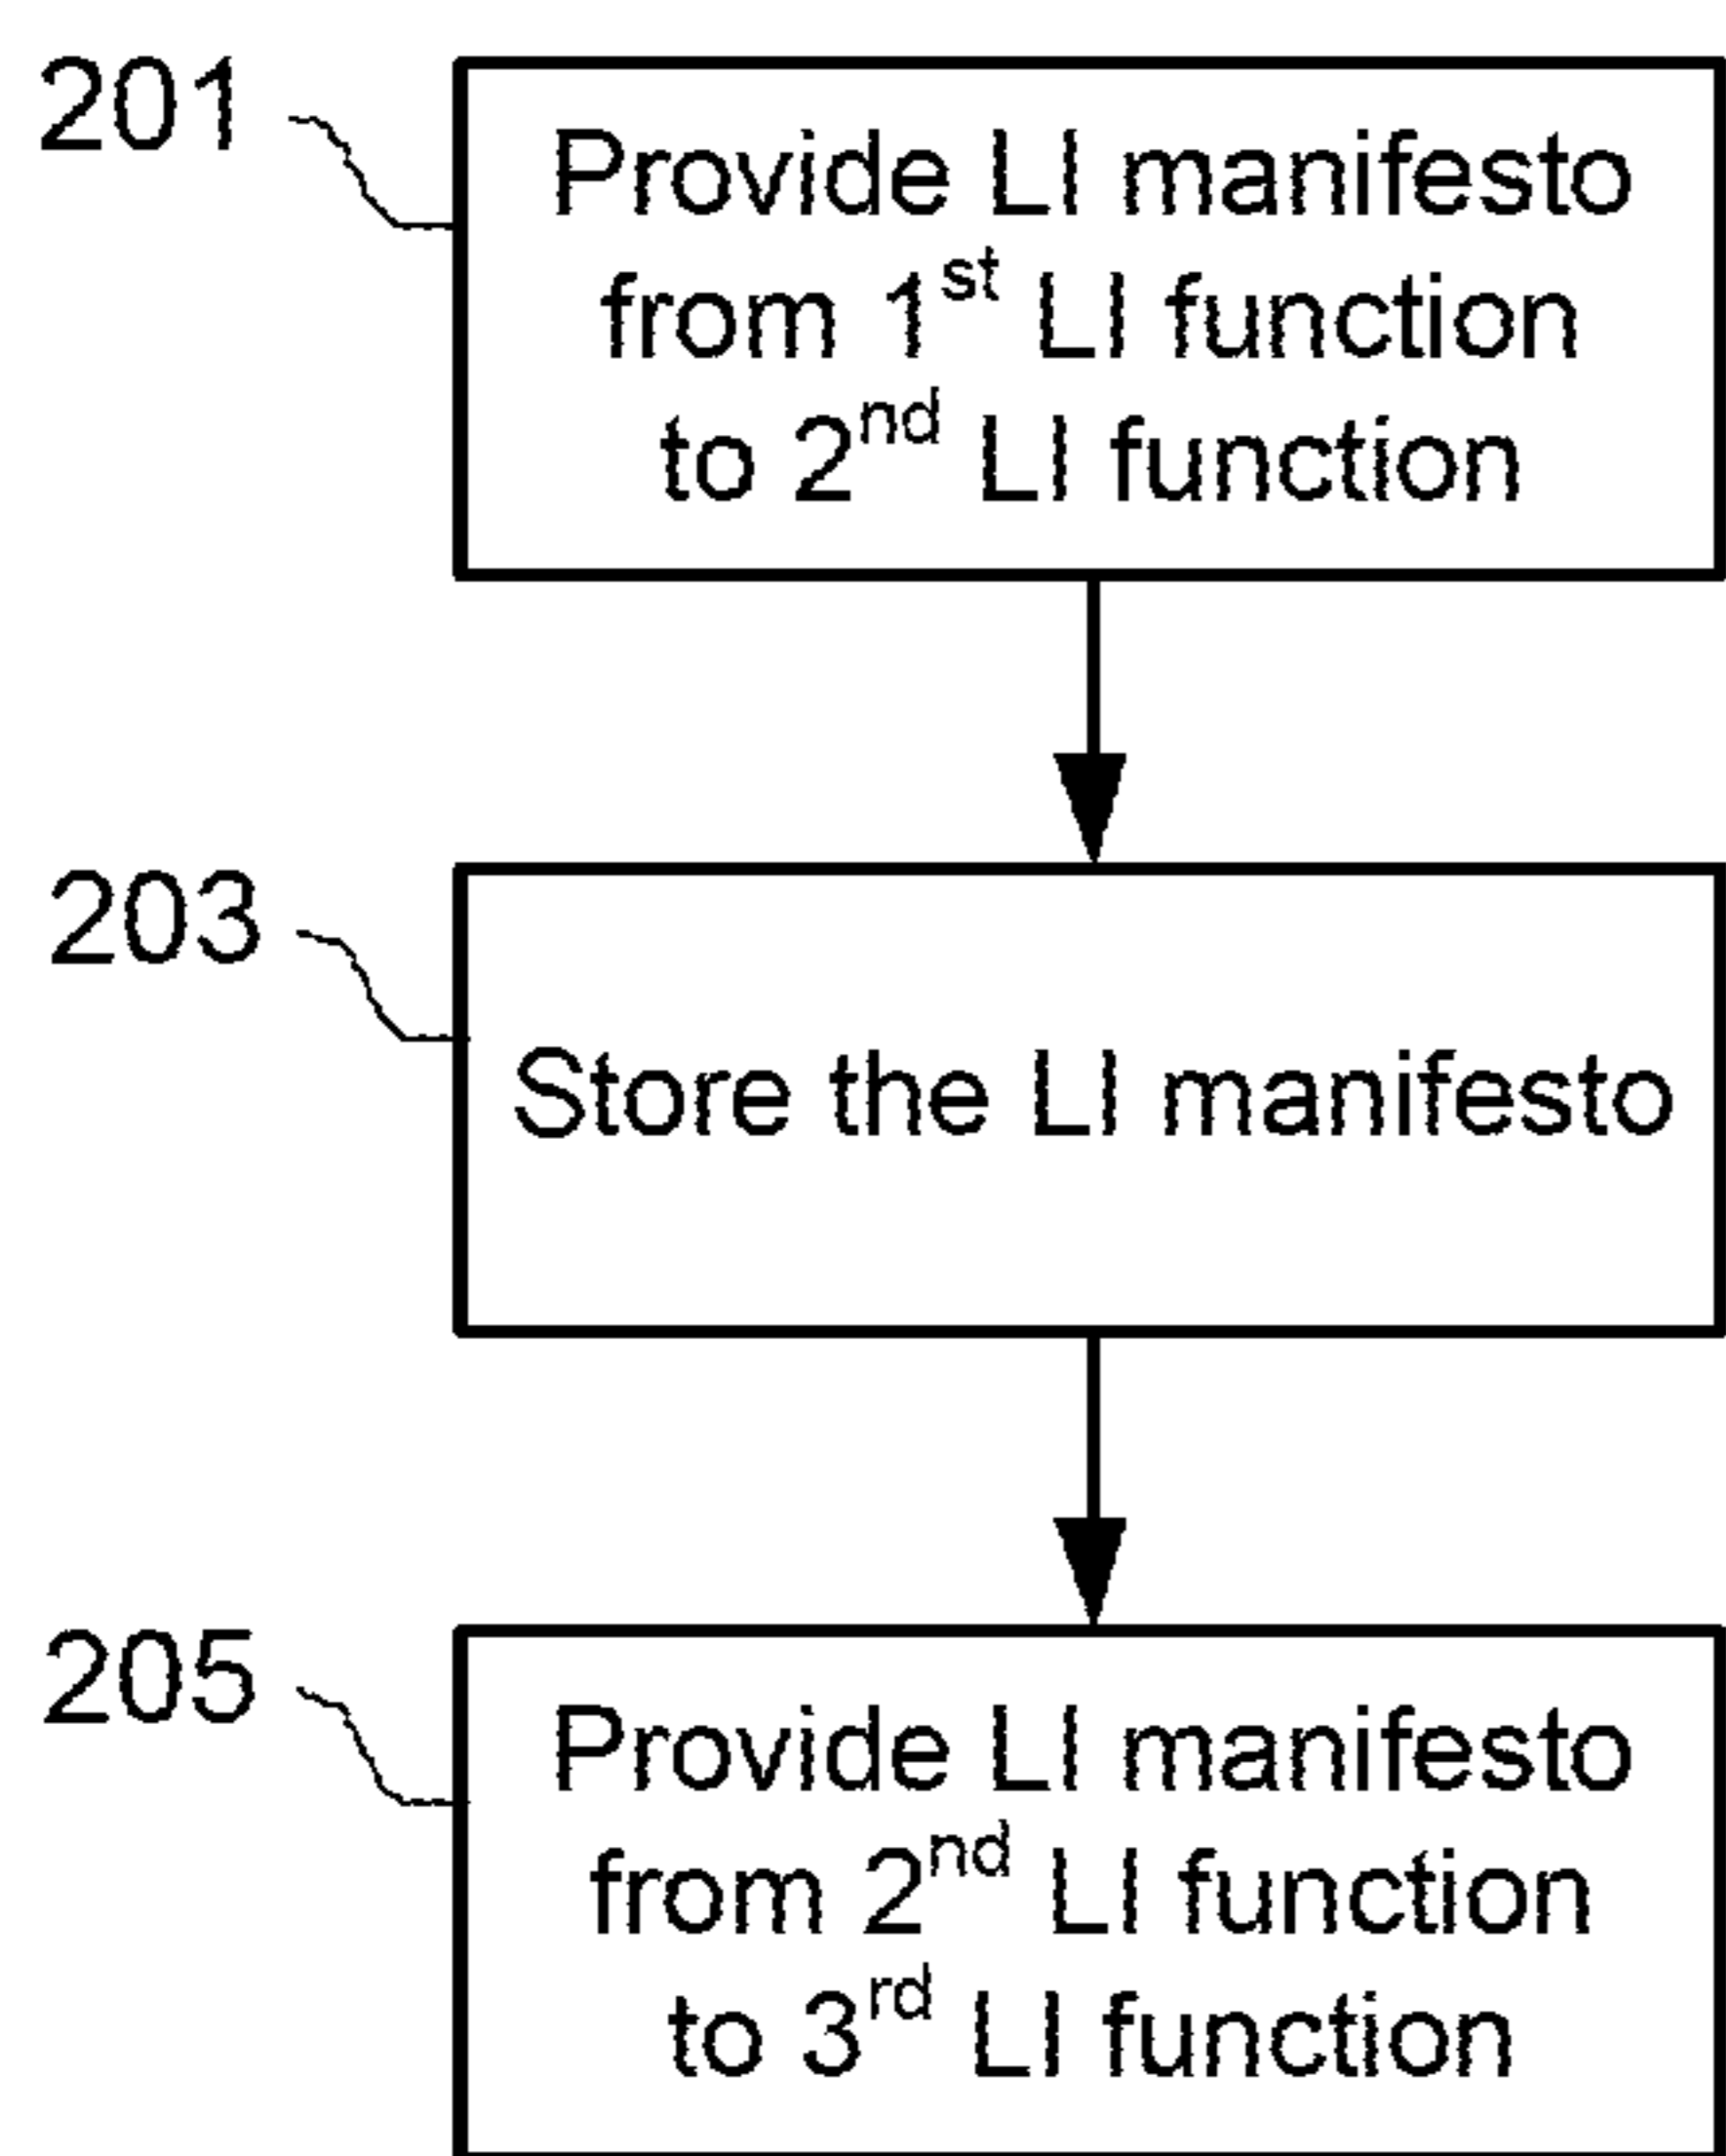 201
Provide LI manifesto
from 1st LI function
to 2nd LI function
203
Store the LI manifesto
205
Provide LI manifesto
from 2nd LI function
to 3rd LI function